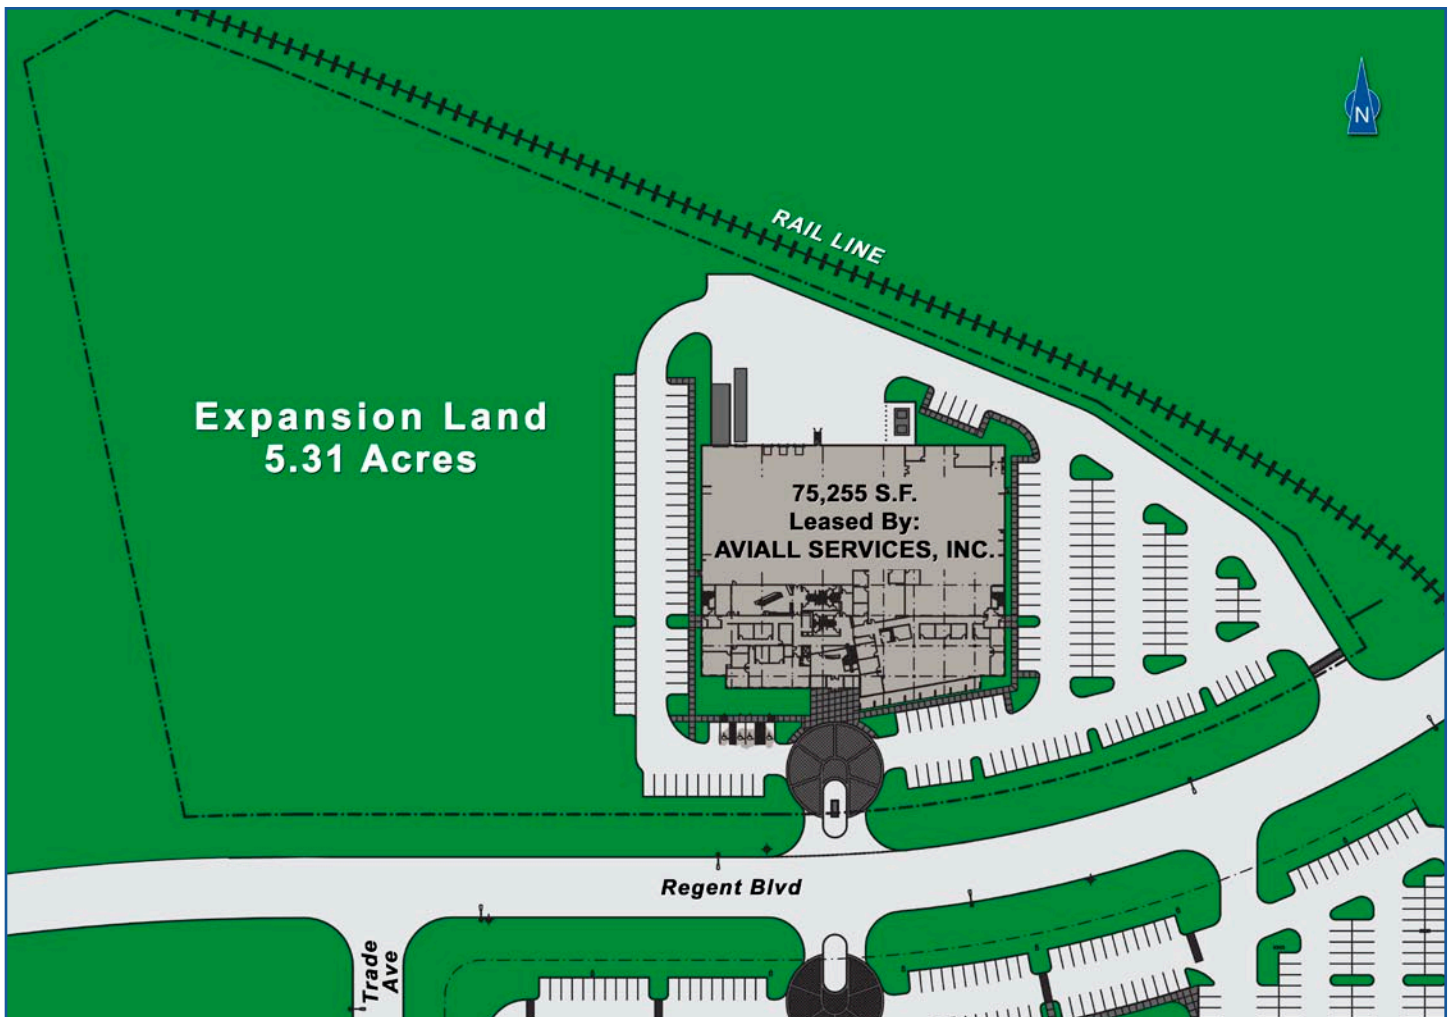 N
RAIL LINE
Expansion Land
5.31 Acres
75,255 S.F.
Leased By:
AVIALL SERVICES, INC.
Regent Blvd
Trade
Ave